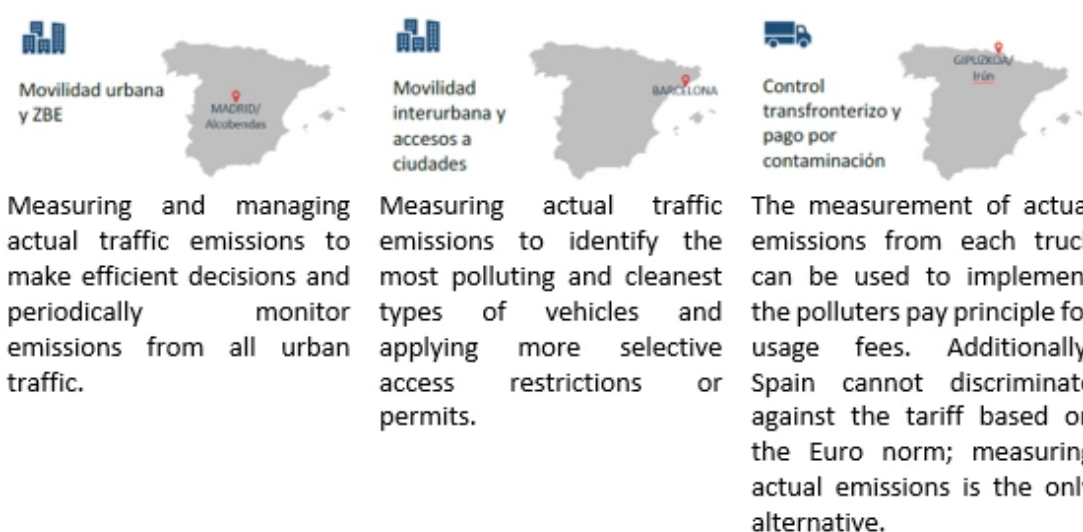 Movilidad urbana
y ZBE
MADRID/
Alcobendas
Measuring and managing
actual traffic emissions to
make efficient decisions and
periodically monitor
emissions from all urban
traffic.
Movilidad
interurbana y
accesos a
ciudades
BARCELONA
Measuring actual traffic
emissions to identify the
most polluting and cleanest
types of vehicles and
applying more selective
access restrictions or
permits.
Control
transfronterizo y
pago por
contaminación
GIPUZKOA/
Irún
The measurement of actual
emissions from each truck
can be used to implement
the polluters pay principle for
usage fees. Additionally,
Spain cannot discriminate
against the tariff based on
the Euro norm; measuring
actual emissions is the only
alternative.